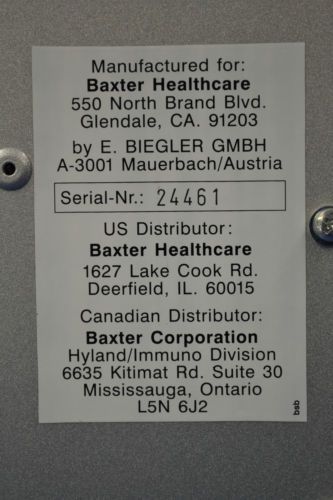 Manufactured for:
Baxter Healthcare
550 North Brand Blvd.
Glendale, CA. 91203
by E. BIEGLER GMBH
A-3001 Mauerbach/Austria
Serial-Nr.: 24461
US Distributor:
Baxter Healthcare
1627 Lake Cook Rd.
Deerfield, IL. 60015
Canadian Distributor:
Baxter Corporation
Hyland/Immuno Division
6635 Kitimat Rd. Suite 30
Mississauga, Ontario
L5N 6J2
bsb